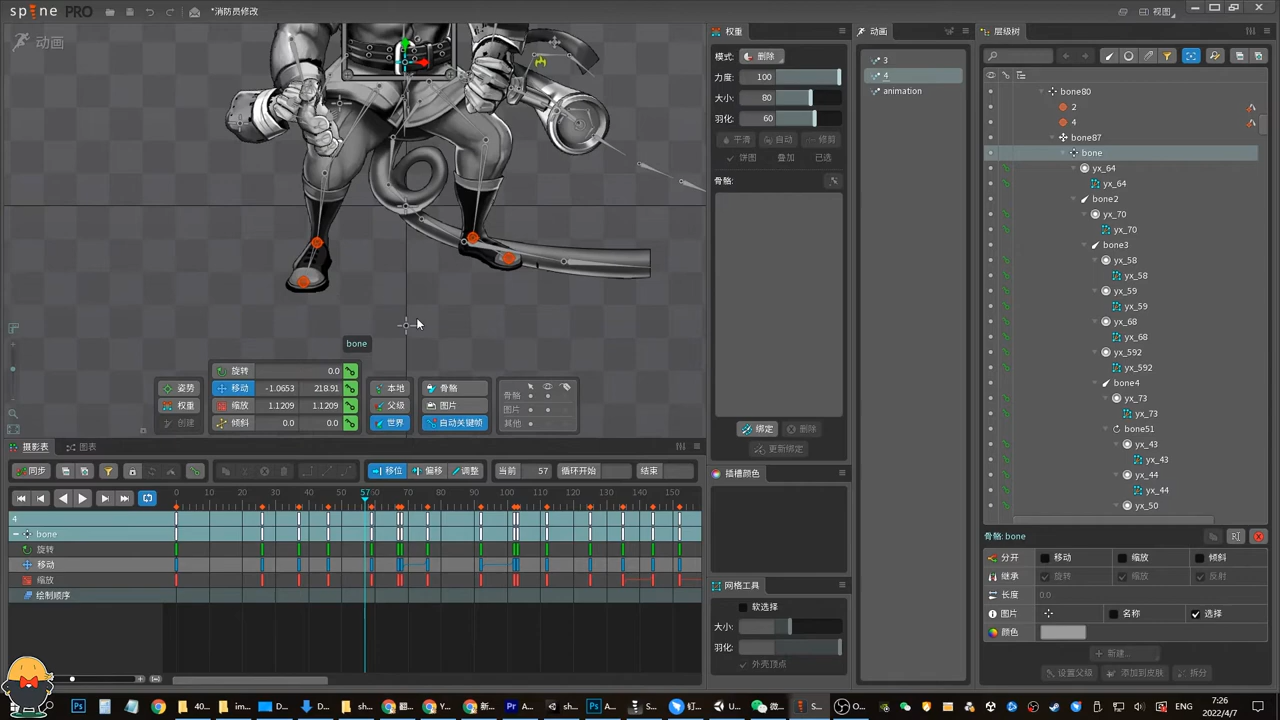 spine PRO 文件 *消防员修改 视图
动画
bone
旋转 0.0
姿势 移动 -1.0653 218.91 本地 骨骼
权重 缩放 1.1209 1.1209 父级 图片
创建 倾斜 0.0 0.0 世界 自动关键帧
骨骼
图片
其他
摄影表 图表
同步 移位 偏移 调整 当前 57 循环开始 结束
0 10 20 30 40 57 60 70 80 90 100 110 120 130 140 150
4
bone
旋转
移动
缩放
绘制顺序
权重
模式: 删除
力度: 100
大小: 80
羽化: 60
平滑 自动 修剪
饼图 叠加 已选
骨骼:
绑定 删除
更新绑定
插槽颜色
网格工具
软选择
大小:
羽化:
外壳顶点
动画
3
4
animation
层级树
bone80
2
4
bone87
bone
yx_64
yx_64
bone2
yx_70
yx_70
bone3
yx_58
yx_58
yx_59
yx_59
yx_68
yx_68
yx_592
yx_592
bone4
yx_73
yx_73
bone51
yx_43
yx_43
yx_44
yx_44
yx_50
骨骼: bone
分开 移动 缩放 倾斜
继承 旋转 缩放 反射
长度 0.0
图片 名称 选择
颜色
新建...
设置父级 添加到皮肤 拆分
40... im... D... 下... sh... 使... Y... 新... Pr A... A... S... 钉... U... 微... S... O...
7:26
2022/4/7